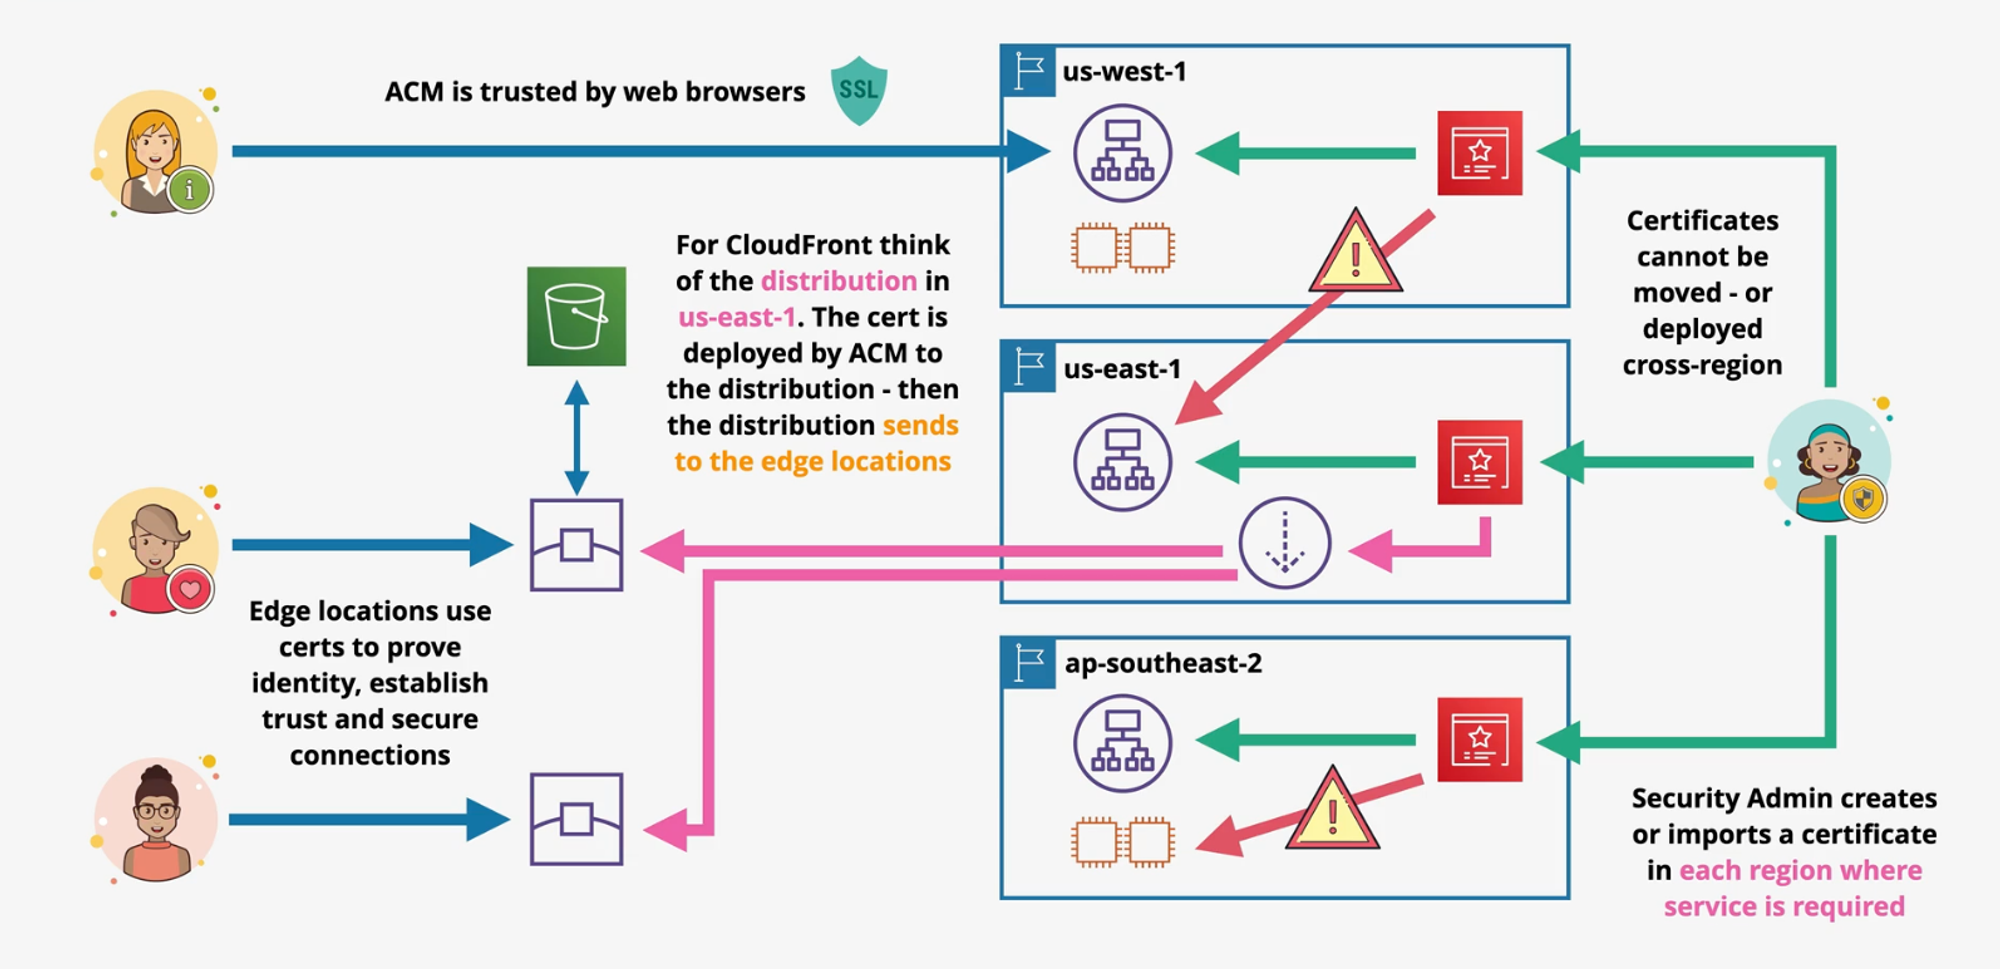 ACM is trusted by web browsers
SSL
us-west-1
i
For CloudFront think
of the distribution in
us-east-1. The cert is
deployed by ACM to
the distribution - then
the distribution sends
to the edge locations
Certificates
cannot be
moved - or
deployed
cross-region
us-east-1
Edge locations use
certs to prove
identity, establish
trust and secure
connections
ap-southeast-2
Security Admin creates
or imports a certificate
in each region where
service is required